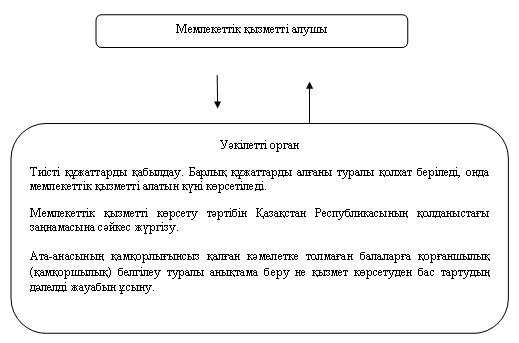 Мемлекеттік қызметті алушы
Уәкілетті орган
Тиісті құжаттарды қабылдау. Барлық құжаттарды алғаны туралы қолхат беріледі, онда
мемлекеттік қызметті алатын күні көрсетіледі.
Мемлекеттік қызметті көрсету тәртібін Қазақстан Республикасының қолданыстағы
заңнамасына сәйкес жүргізу.
Ата-анасының қамқорлығынсыз қалған кәмелетке толмаған балаларға қорғаншылық
(қамқоршылық) белгілеу туралы анықтама беру не қызмет көрсетуден бас тартудың
дәлелді жауабын ұсыну.